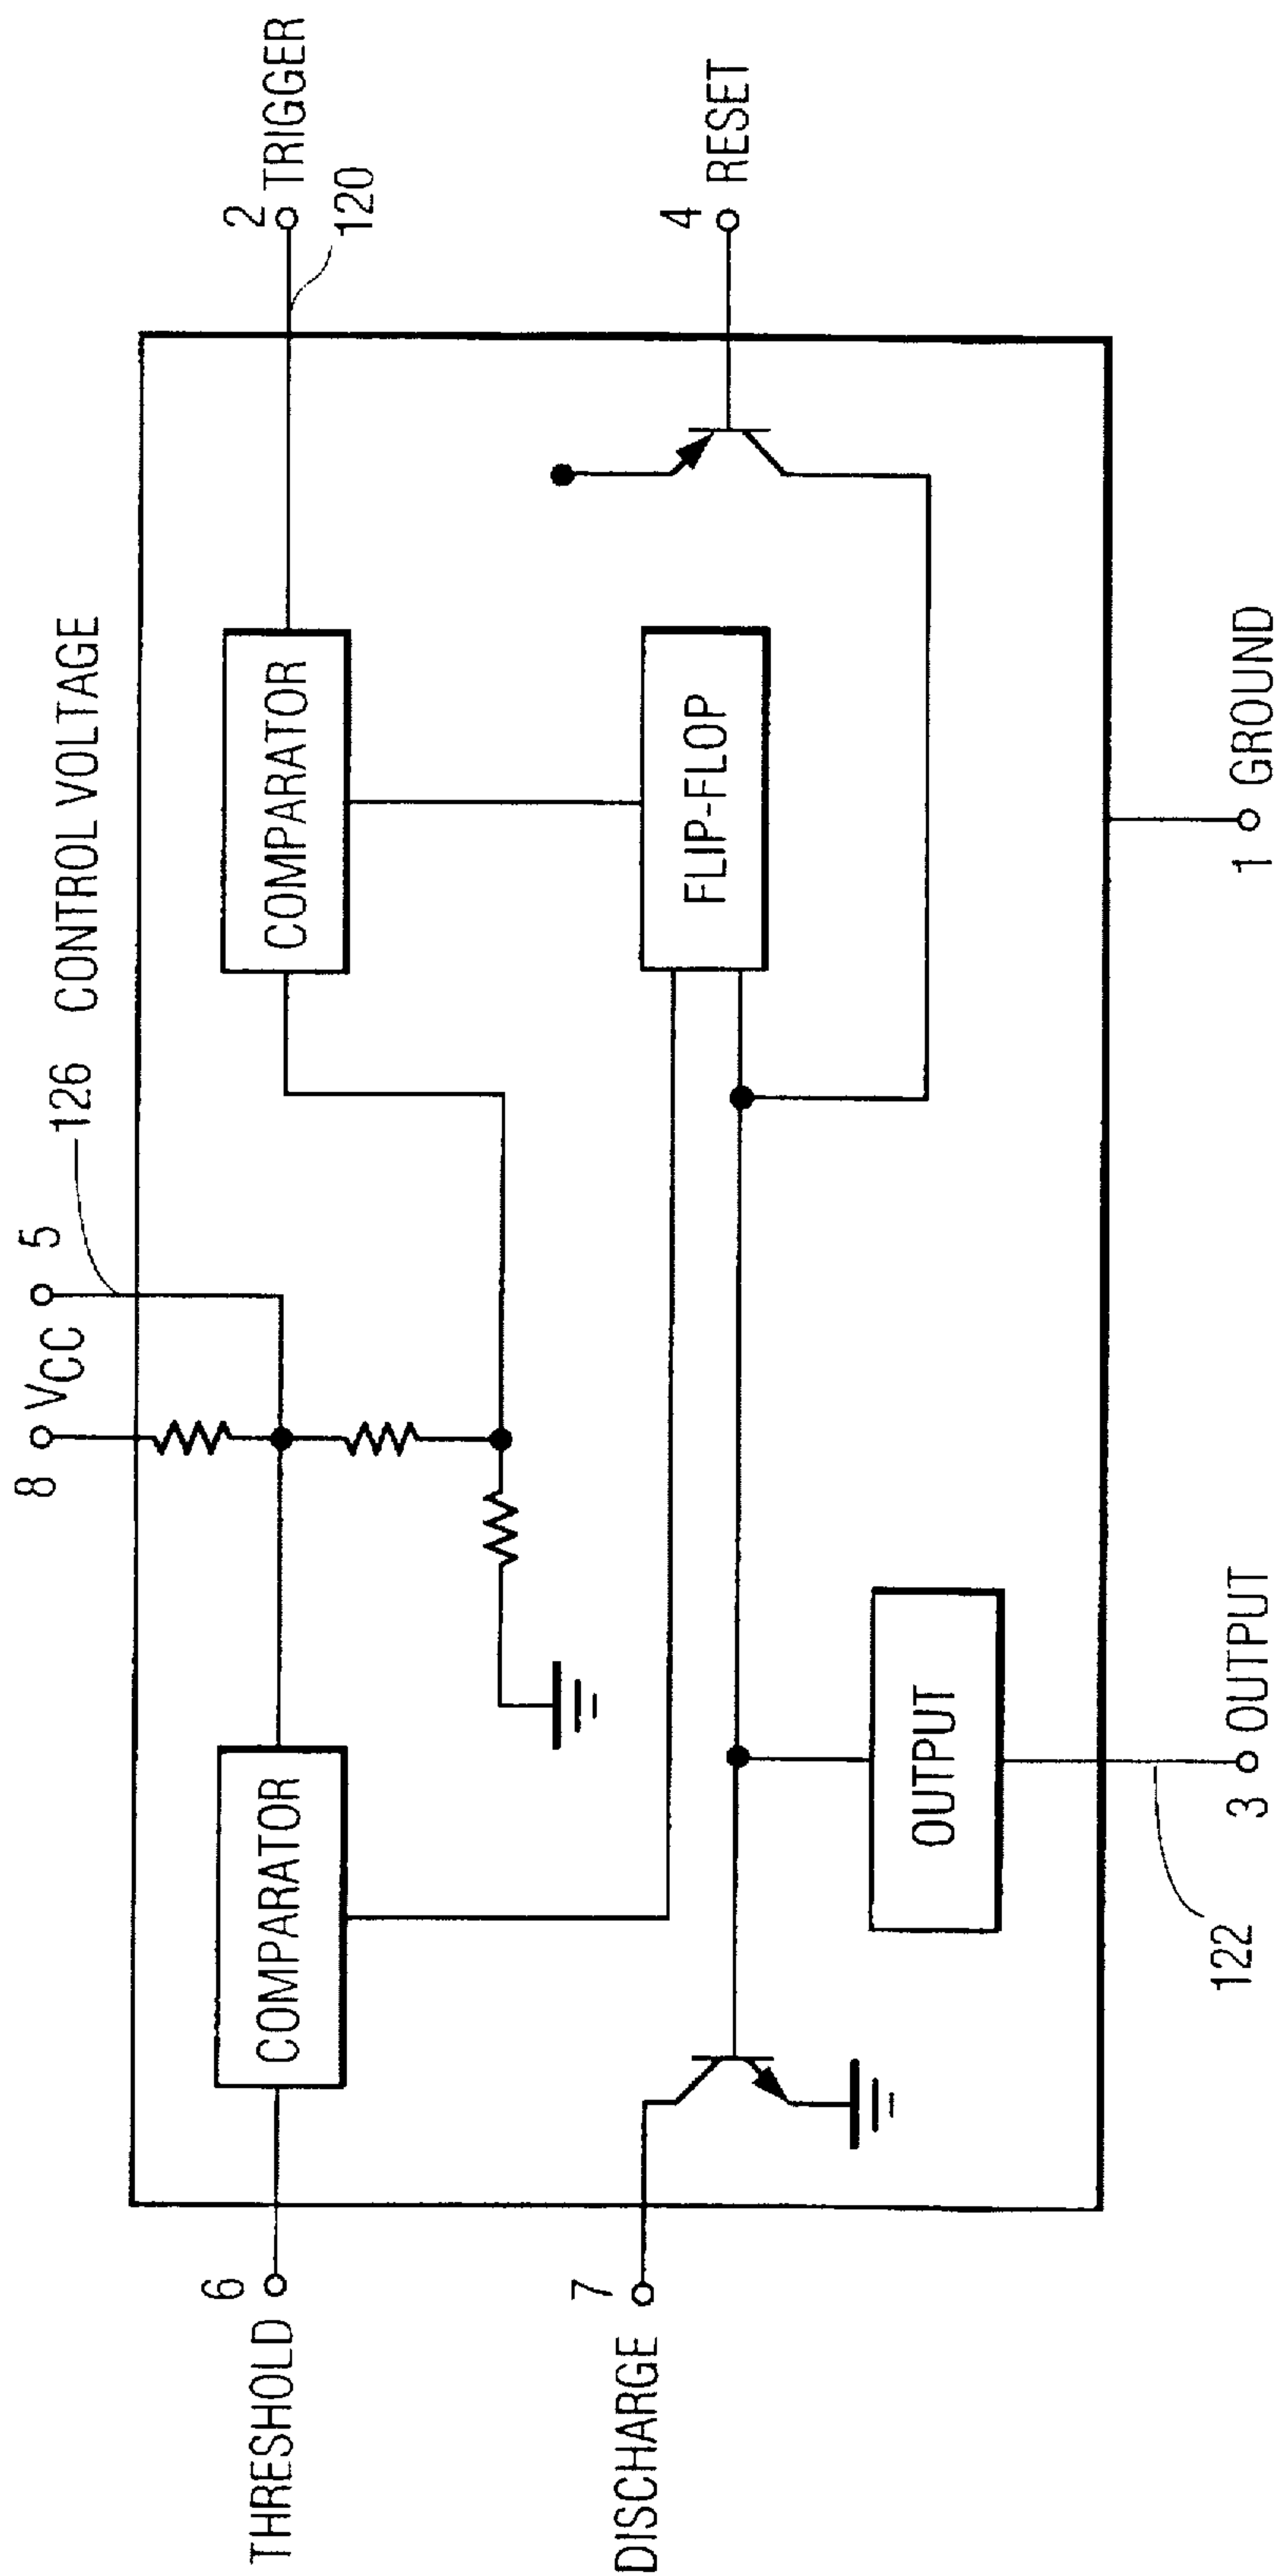 8 VCC 5
126 CONTROL VOLTAGE
6
THRESHOLD
COMPARATOR
COMPARATOR
2
TRIGGER
120
7
DISCHARGE
FLIP-FLOP
4
RESET
OUTPUT
122
3 OUTPUT
1 GROUND